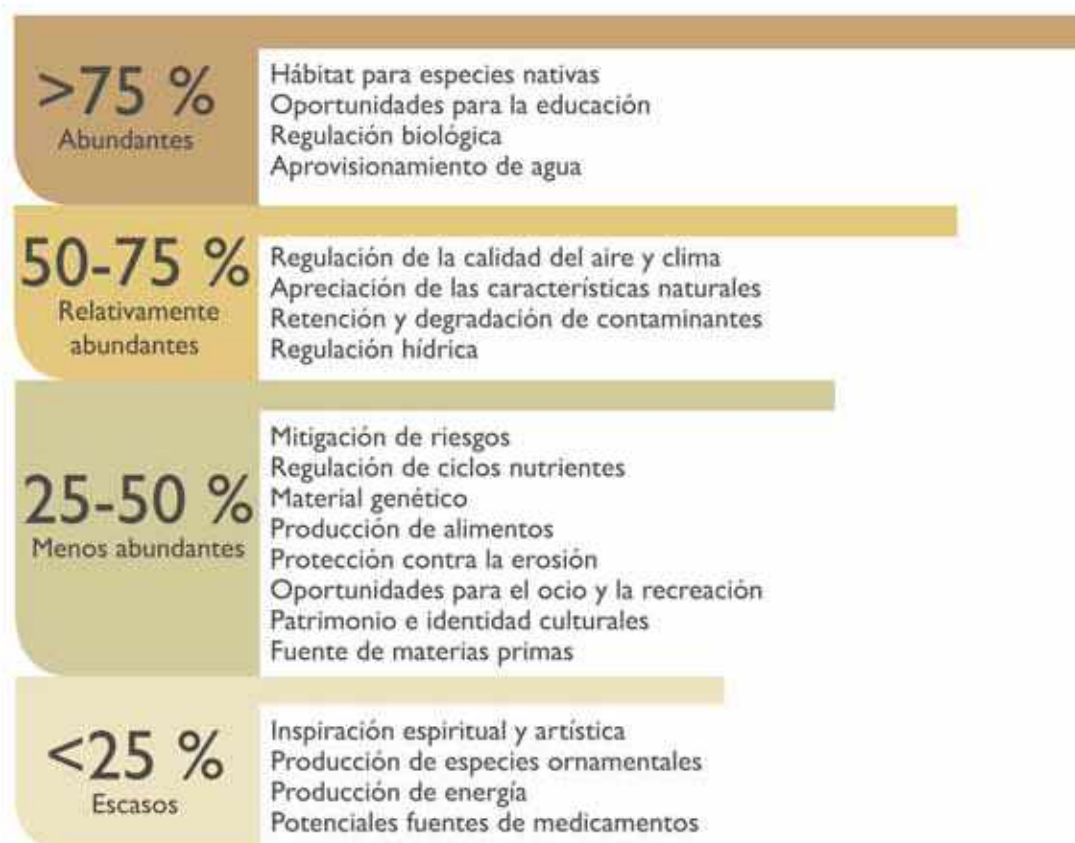 >75 %
Abundantes
Hábitat para especies nativas
Oportunidades para la educación
Regulación biológica
Aprovisionamiento de agua
50-75 %
Relativamente
abundantes
Regulación de la calidad del aire y clima
Apreciación de las características naturales
Retención y degradación de contaminantes
Regulación hídrica
25-50 %
Menos abundantes
Mitigación de riesgos
Regulación de ciclos nutrientes
Material genético
Producción de alimentos
Protección contra la erosión
Oportunidades para el ocio y la recreación
Patrimonio e identidad culturales
Fuente de materias primas
<25 %
Escasos
Inspiración espiritual y artística
Producción de especies ornamentales
Producción de energía
Potenciales fuentes de medicamentos